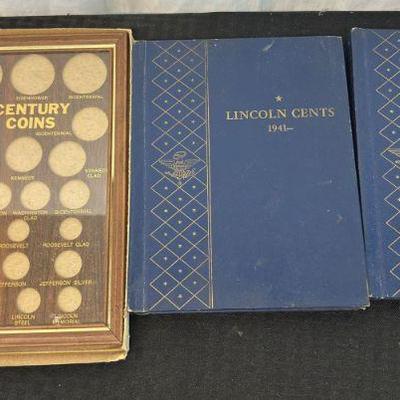 EISENHOWER
BICENTENNIAL
CENTURY
COINS
BICENTENNIAL
KENNEDY
KENNEDY
CLAD
WASHINGTON
CLAD
BICENTENNIAL
ROOSEVELT
ROOSEVELT CLAD
JEFFERSON
JEFFERSON SILVER
LINCOLN
STEEL
LINCOLN
MEMORIAL
LINCOLN CENTS
1941–